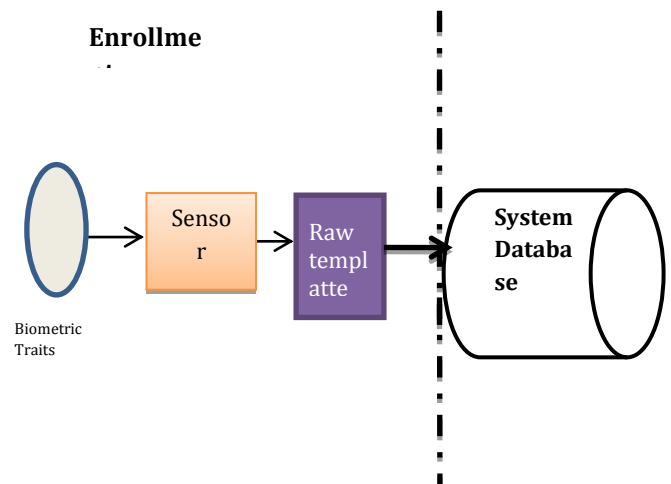 Enrollme
Senso
r
Raw
templ
atte
System
Databa
se
Biometric
Traits